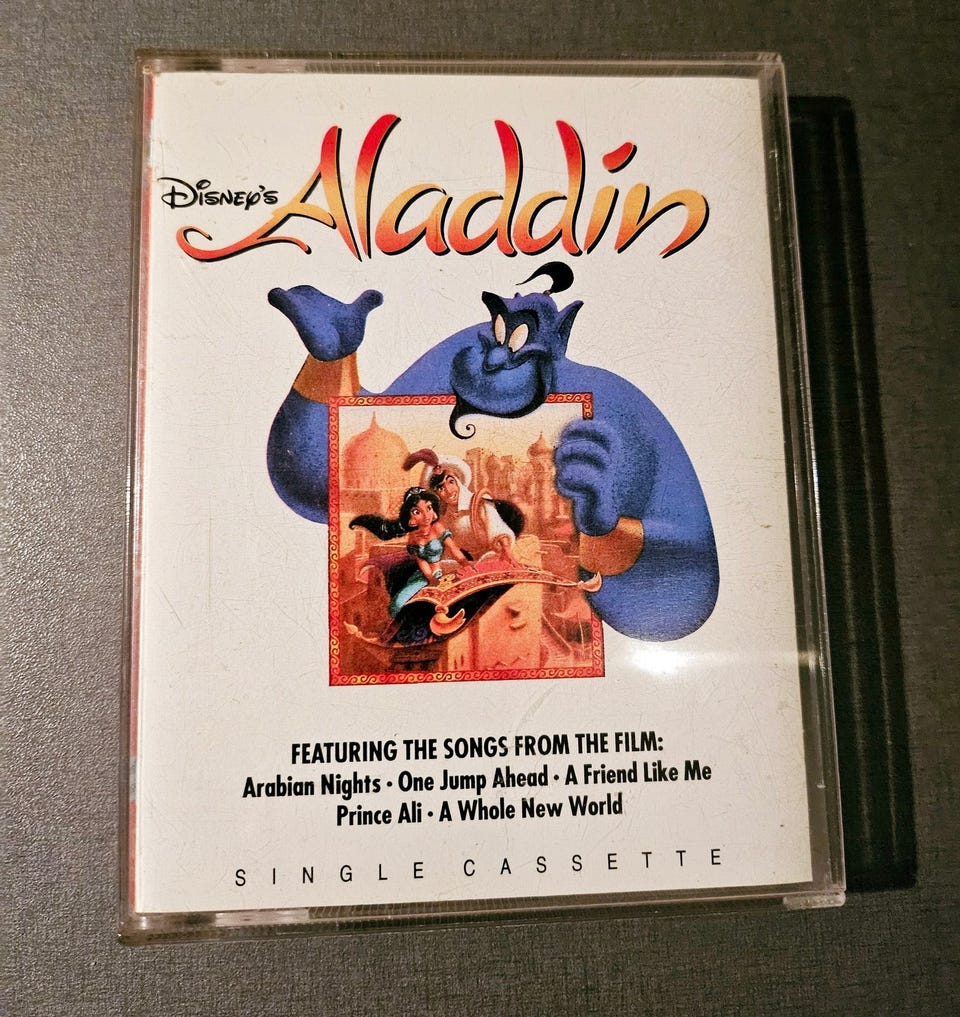 Disney's Aladdin
FEATURING THE SONGS FROM THE FILM:
Arabian Nights • One Jump Ahead • A Friend Like Me
Prince Ali • A Whole New World
SINGLE CASSETTE